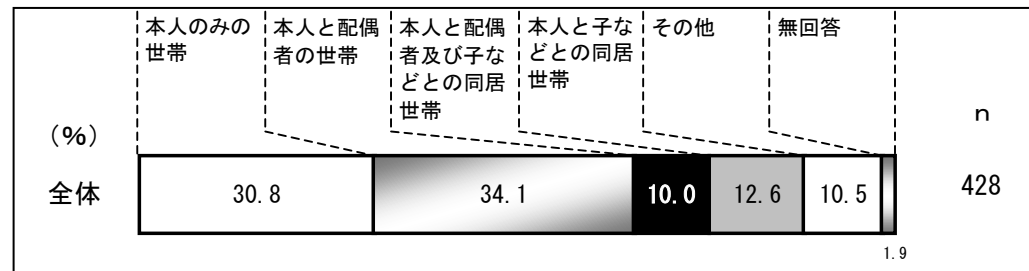 本人のみの
世帯
本人と配偶
者の世帯
本人と配偶
者及び子な
どとの同居
世帯
本人と子な
どとの同居
世帯
その他
無回答
n
(%)
全体
30.8
34.1
10.0
12.6
10.5
428
1.9